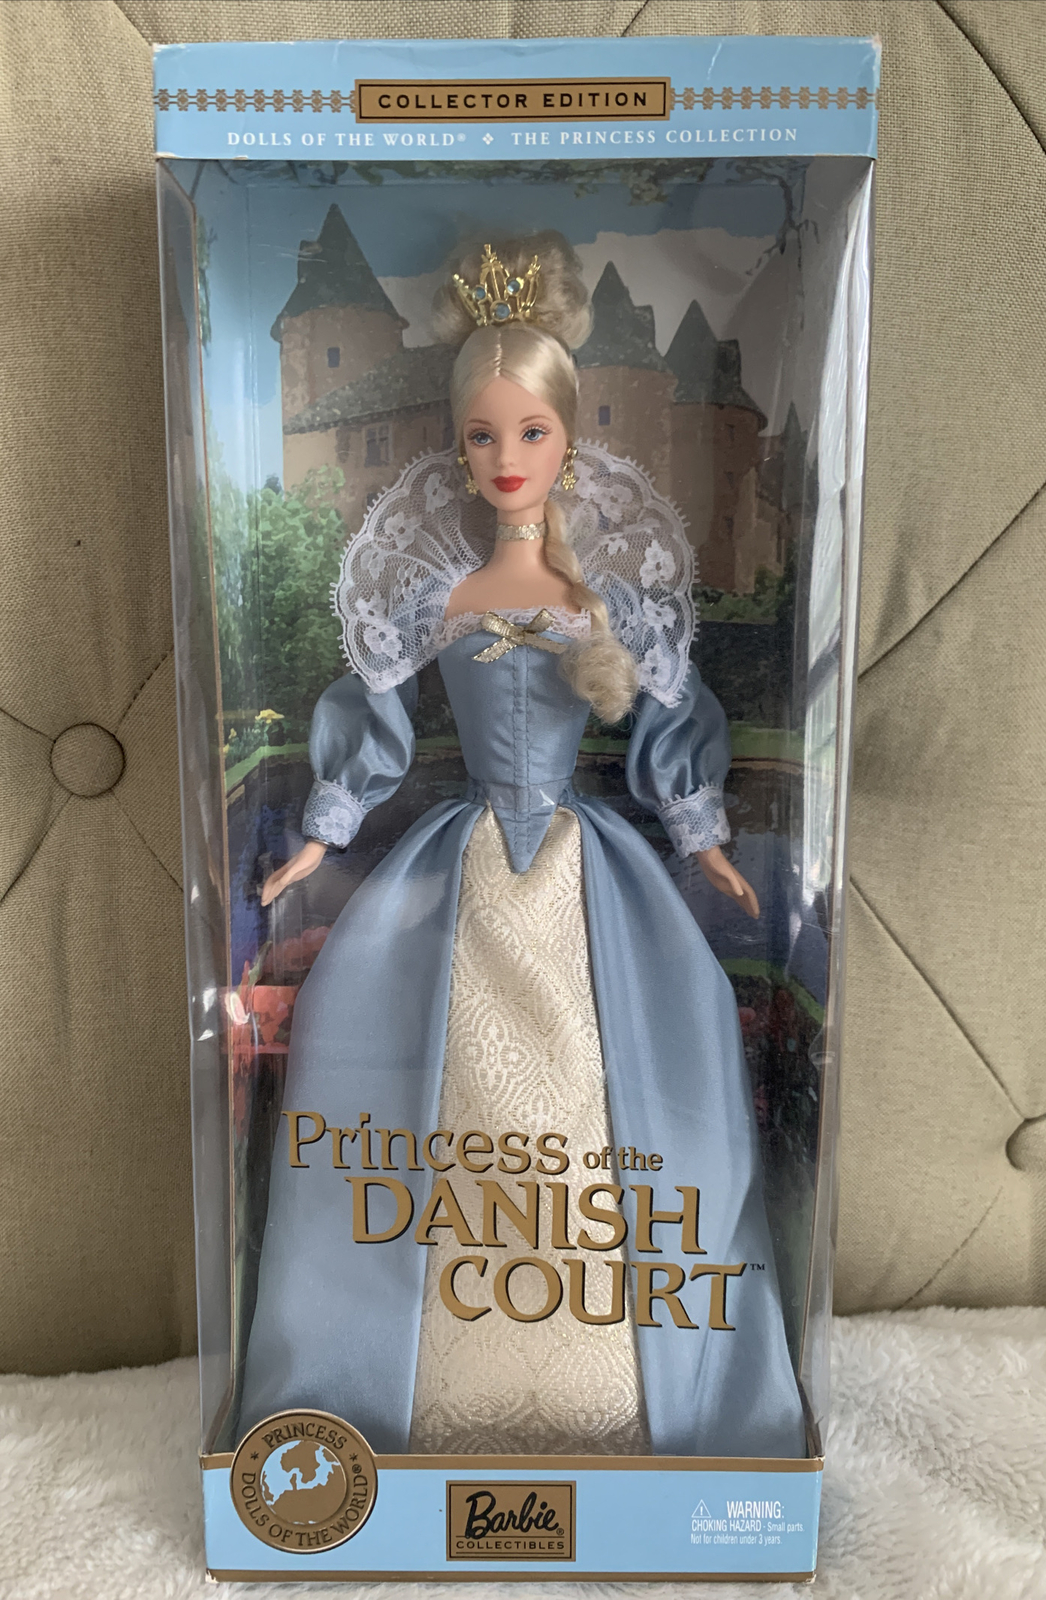 COLLECTOR EDITION
DOLLS OF THE WORLD® ❖ THE PRINCESS COLLECTION
Princess of the
DANISH
COURT™
PRINCESS
DOLLS OF THE WORLD®
Barbie®
COLLECTIBLES
⚠ WARNING:
CHOKING HAZARD - Small parts.
Not for children under 3 years.